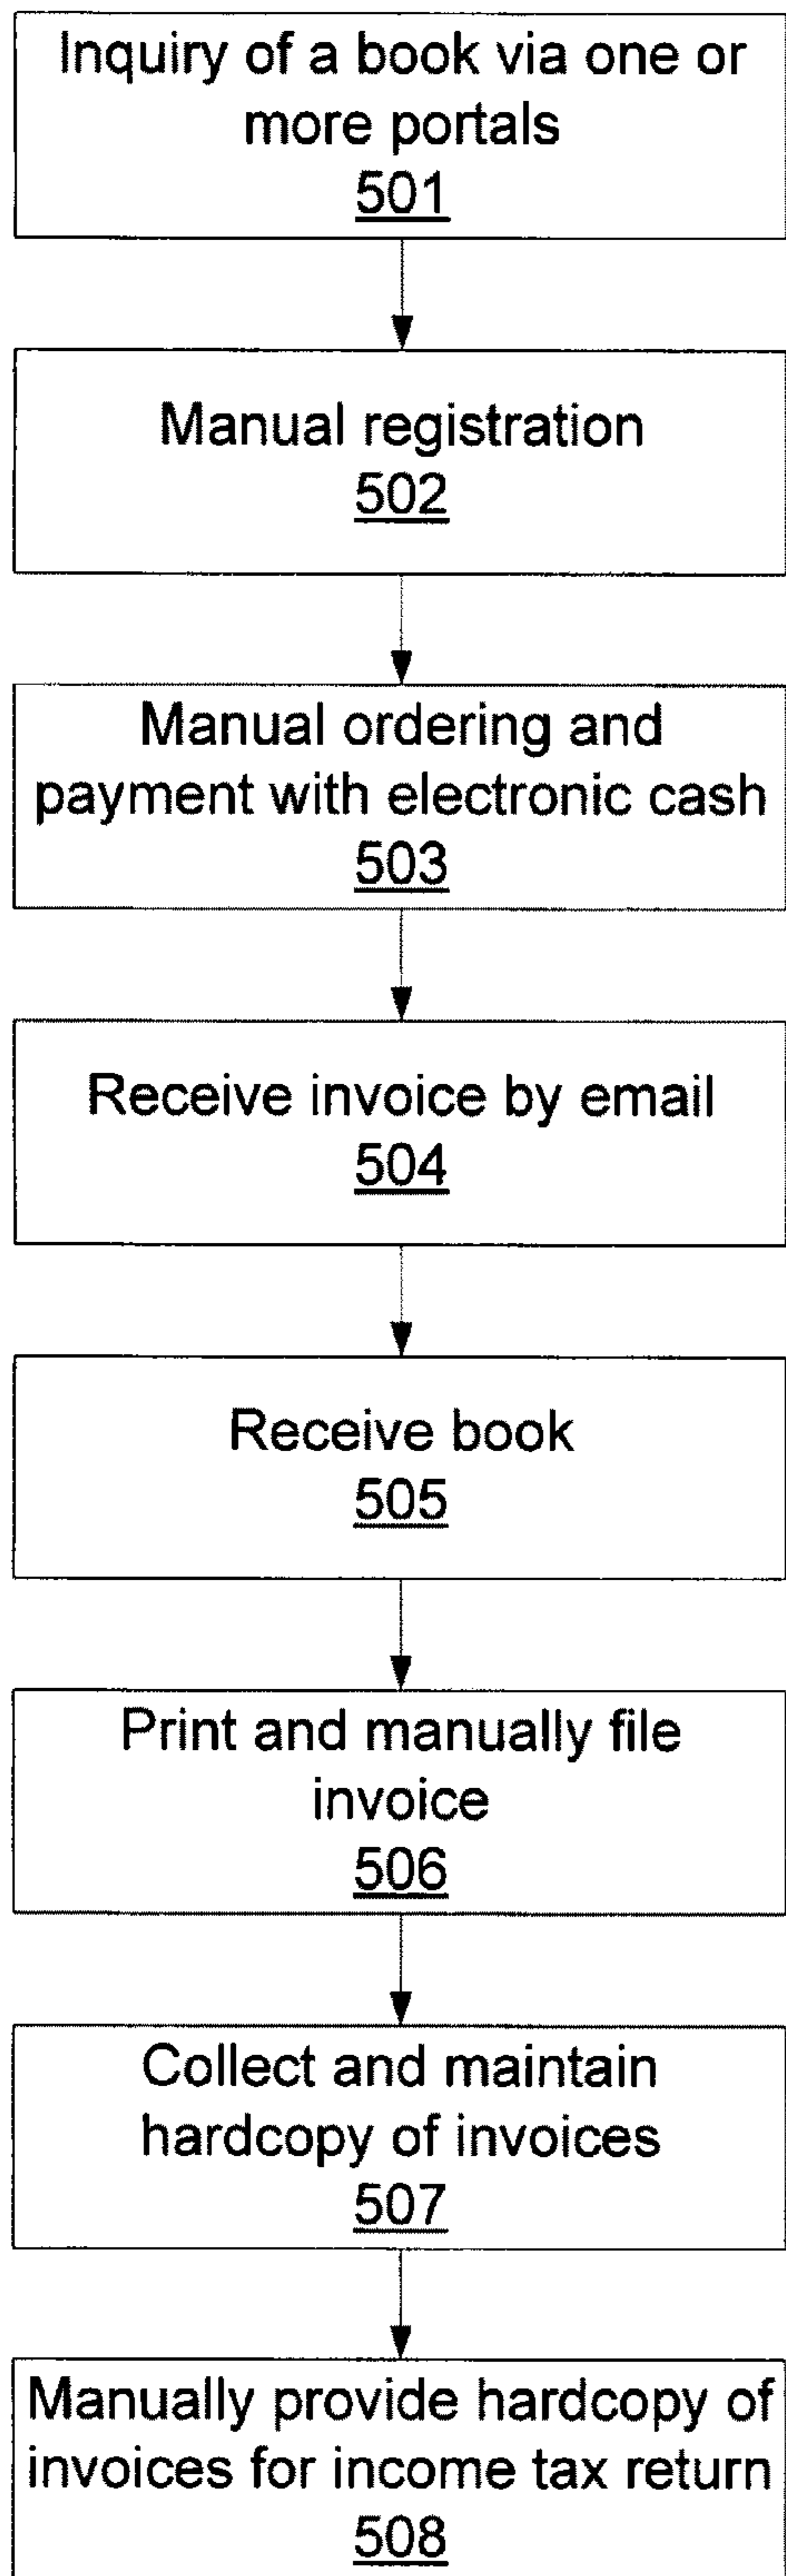 Inquiry of a book via one or
more portals
501
Manual registration
502
Manual ordering and
payment with electronic cash
503
Receive invoice by email
504
Receive book
505
Print and manually file
invoice
506
Collect and maintain
hardcopy of invoices
507
Manually provide hardcopy of
invoices for income tax return
508